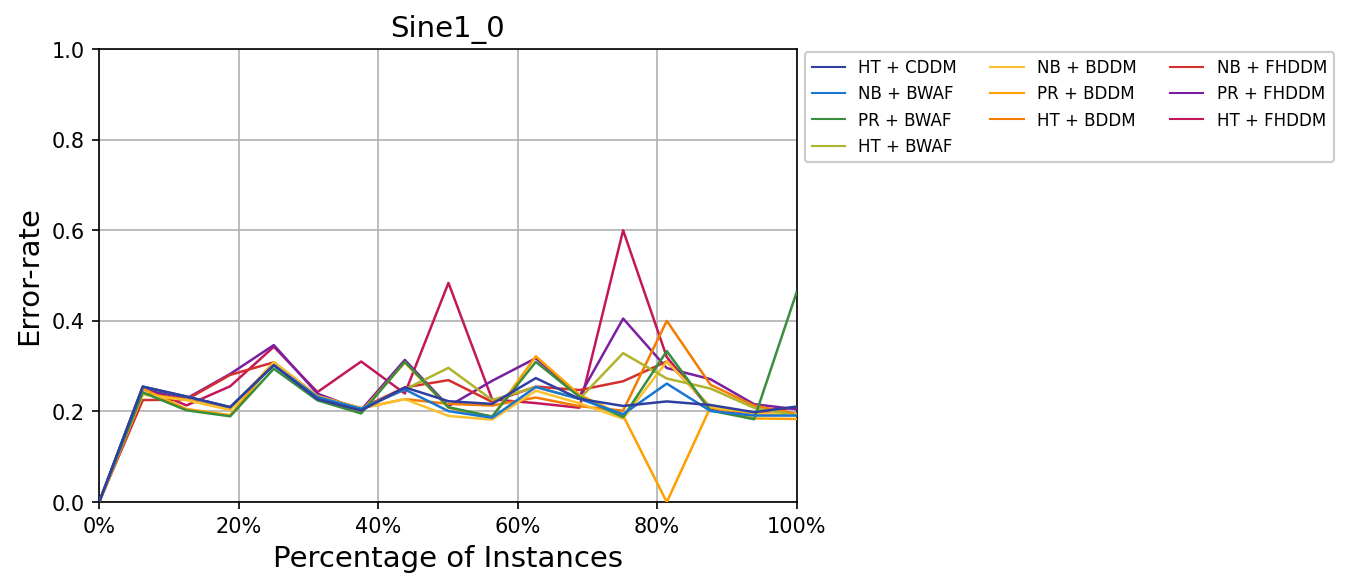 Sine1_0
1.0
0.8
0.6
0.4
0.2
0.0
Error-rate
0% 20% 40% 60% 80% 100%
Percentage of Instances
HT + CDDM
NB + BWAF
PR + BWAF
HT + BWAF
NB + BDDM
PR + BDDM
HT + BDDM
NB + FHDDM
PR + FHDDM
HT + FHDDM